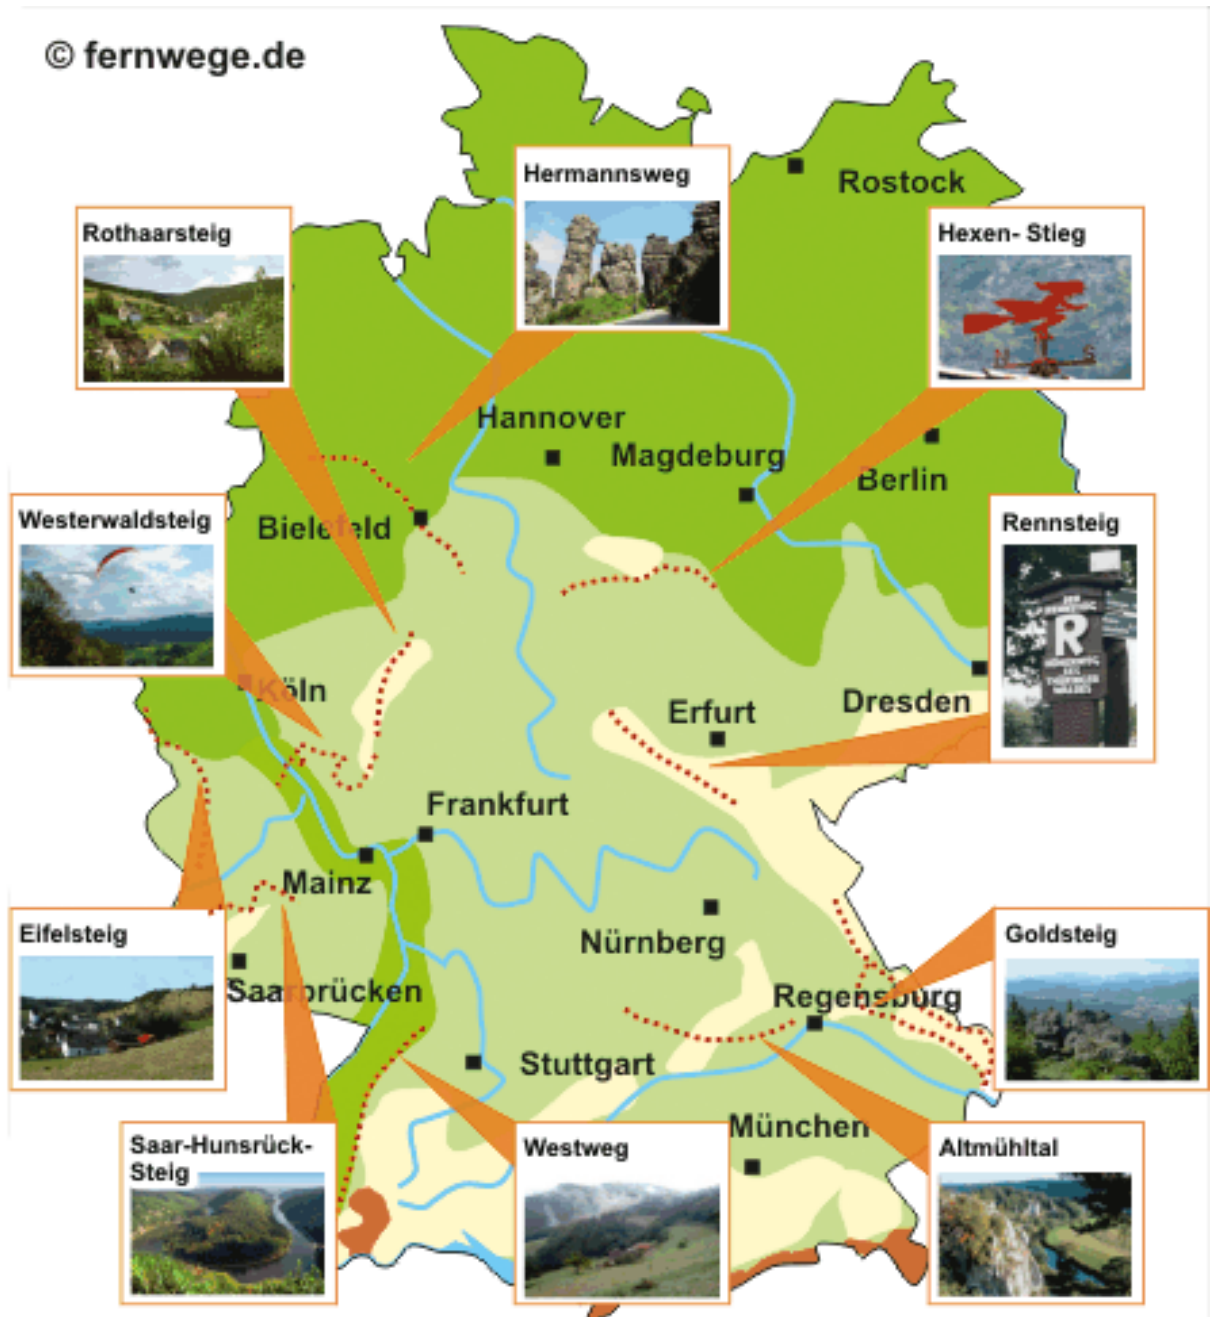 © fernwege.de
Hermannsweg
Rostock
Rothaarsteig
Hexen- Stieg
N
S
Hannover
Magdeburg
Berlin
Westerwaldsteig
Bielefeld
Rennsteig
R
Köln
Erfurt
Dresden
Frankfurt
Mainz
Eifelsteig
Nürnberg
Goldsteig
Saarbrücken
Regensburg
Stuttgart
München
Saar-Hunsrück-
Steig
Westweg
Altmühltal